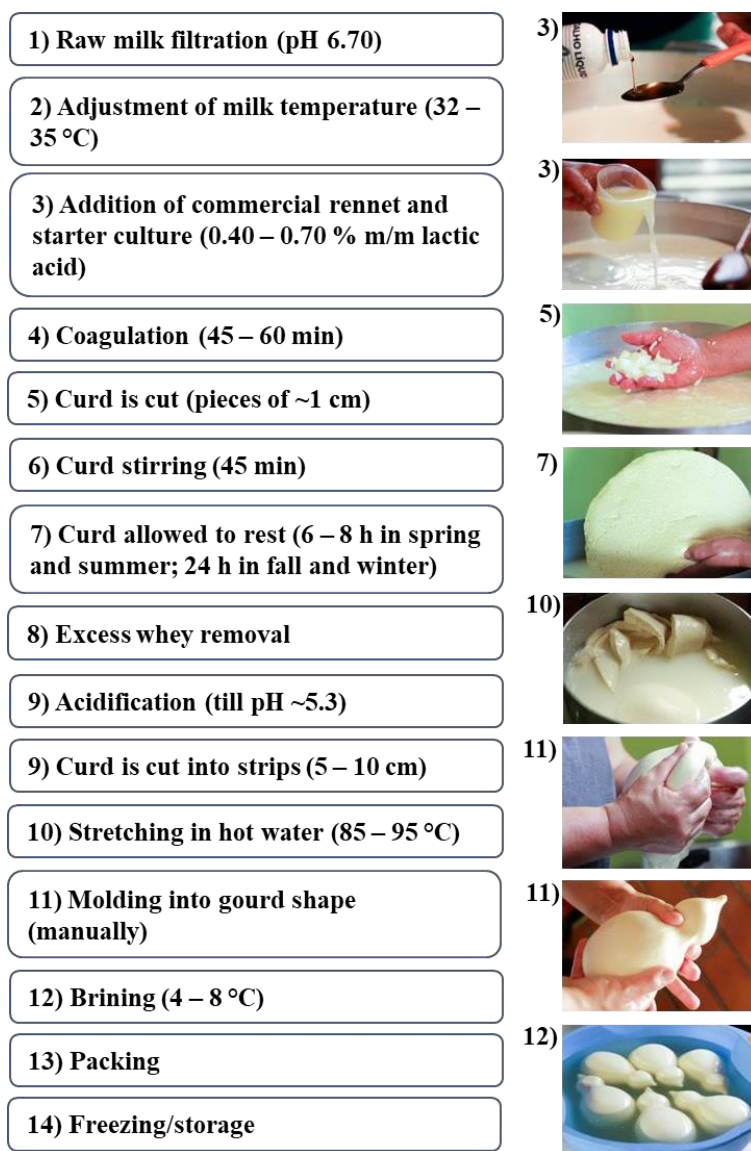 1) Raw milk filtration (pH 6.70)
2) Adjustment of milk temperature (32 –
35 °C)
3) Addition of commercial rennet and
starter culture (0.40 – 0.70 % m/m lactic
acid)
4) Coagulation (45 – 60 min)
5) Curd is cut (pieces of ~1 cm)
6) Curd stirring (45 min)
7) Curd allowed to rest (6 – 8 h in spring
and summer; 24 h in fall and winter)
8) Excess whey removal
9) Acidification (till pH ~5.3)
9) Curd is cut into strips (5 – 10 cm)
10) Stretching in hot water (85 – 95 °C)
11) Molding into gourd shape
(manually)
12) Brining (4 – 8 °C)
13) Packing
14) Freezing/storage
3)
3)
5)
7)
10)
11)
11)
12)